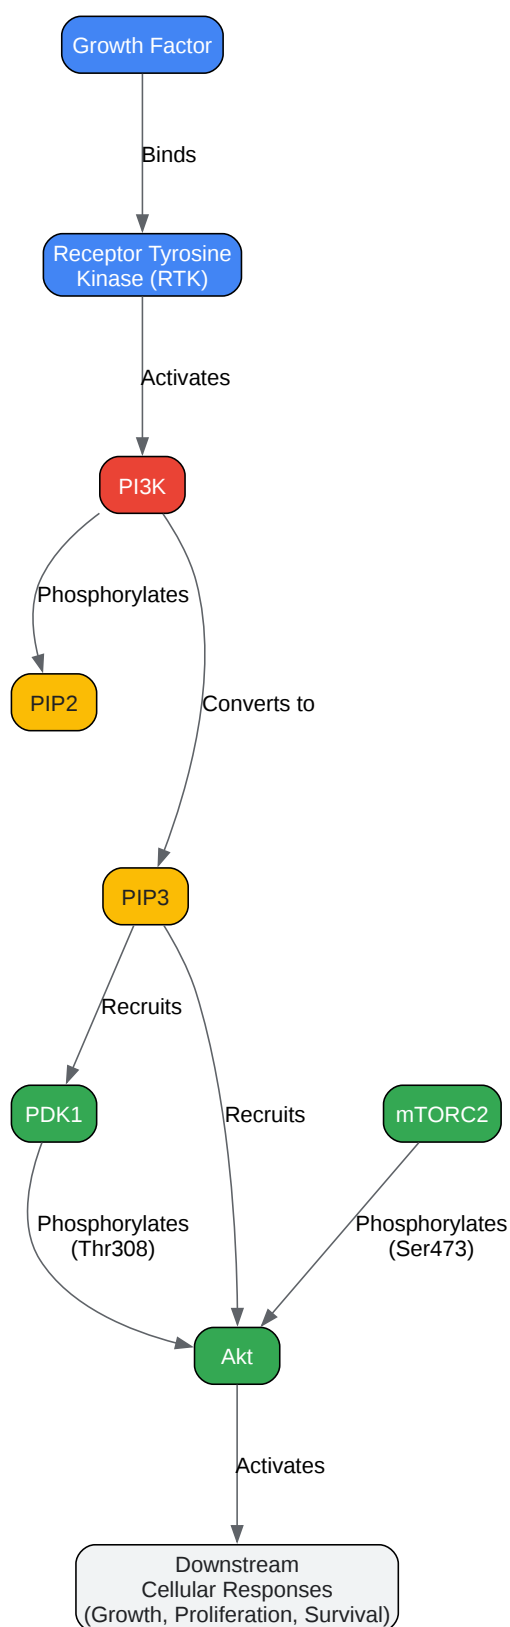 Growth Factor
Binds
Receptor Tyrosine
Kinase (RTK)
Activates
PI3K
Phosphorylates
PIP2
Converts to
PIP3
Recruits
PDK1
Recruits
mTORC2
Phosphorylates
(Thr308)
Phosphorylates
(Ser473)
Akt
Activates
Downstream
Cellular Responses
(Growth, Proliferation, Survival)